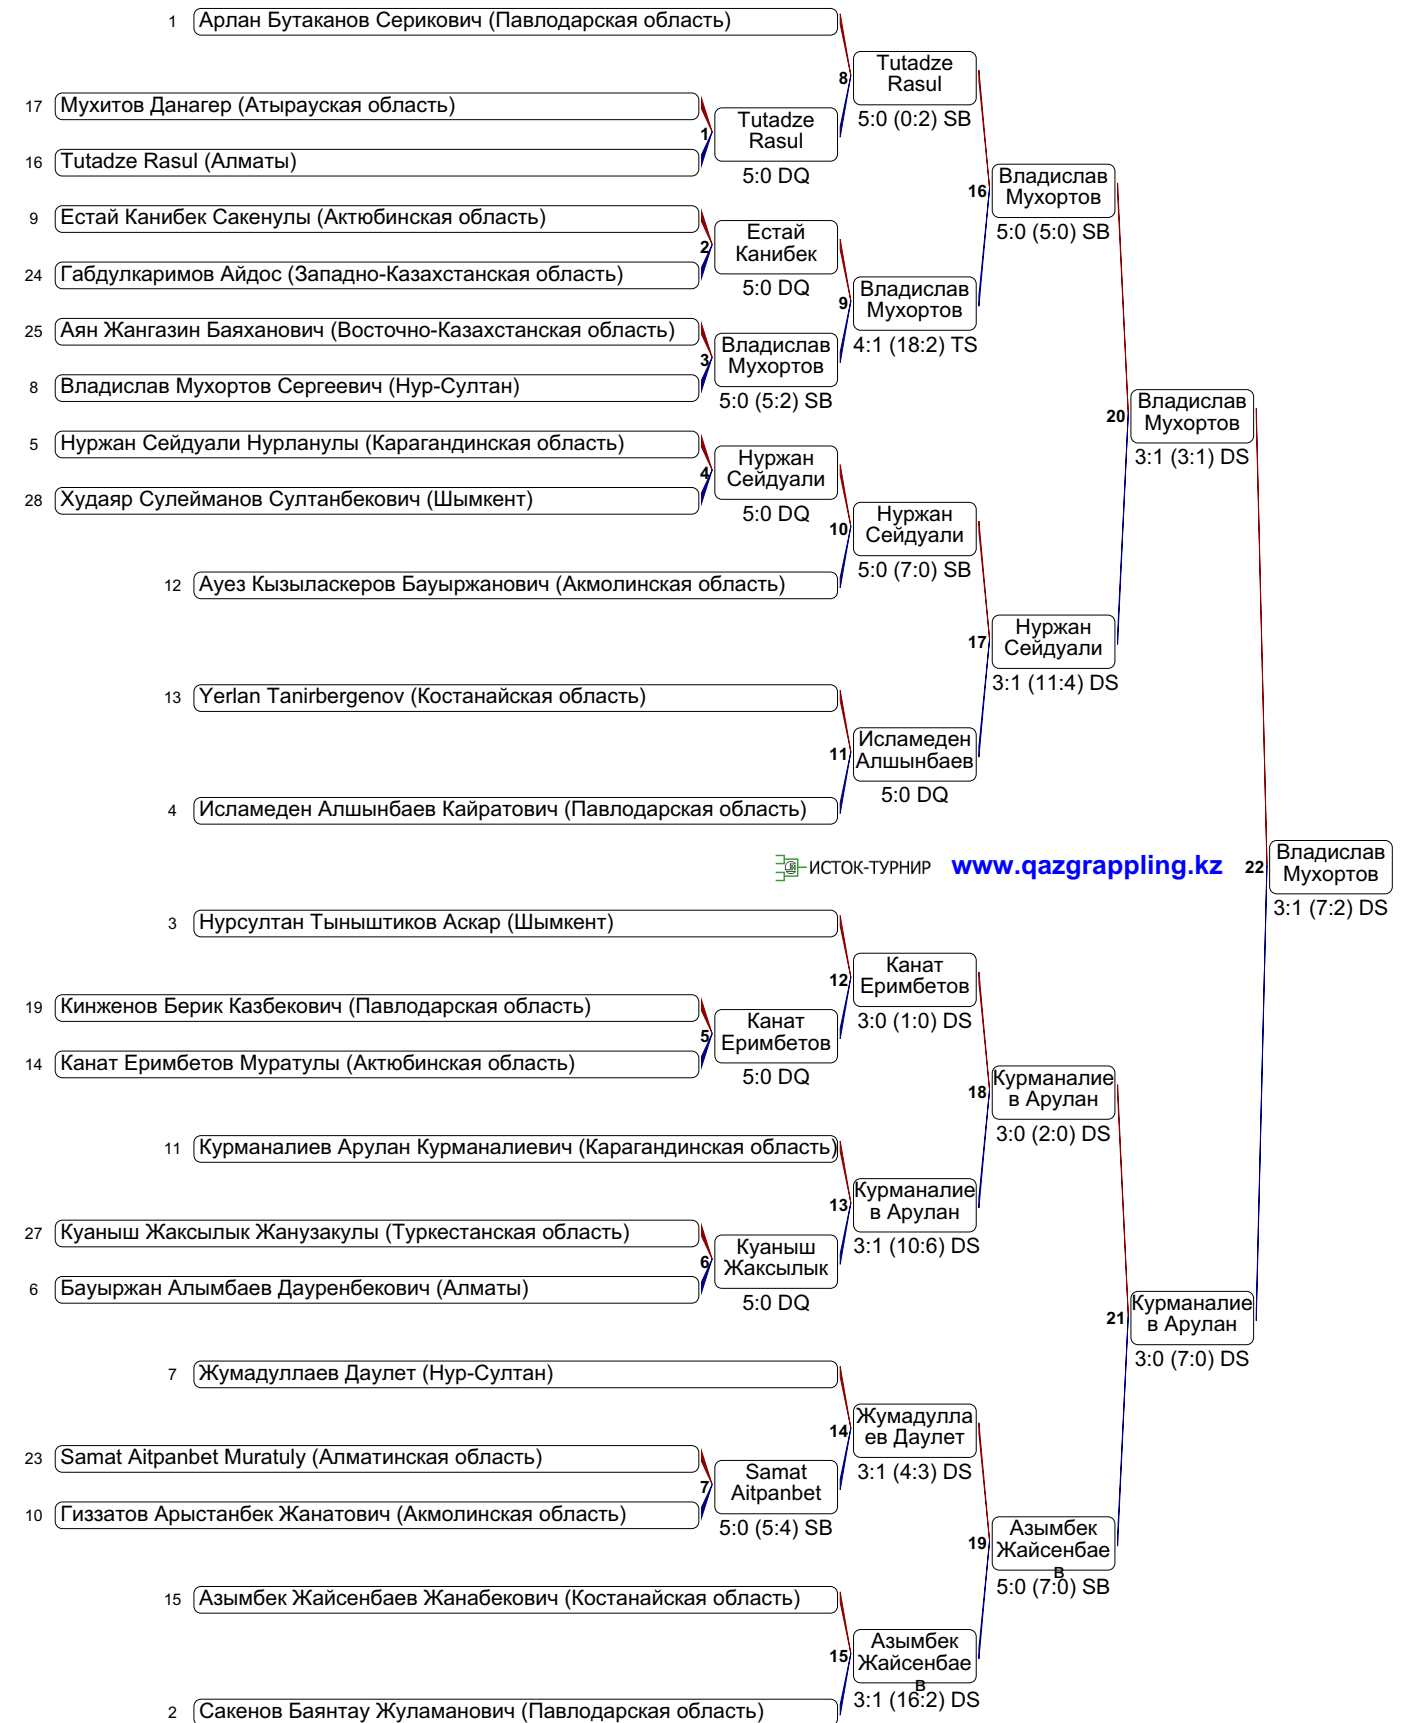 1 Арлан Бутаканов Серикович (Павлодарская область)
8
Tutadze
Rasul
5:0 (0:2) SB
17 Мухитов Данагер (Атырауская область)
1
Tutadze
Rasul
5:0 DQ
16 Tutadze Rasul (Алматы)
16
Владислав
Мухортов
5:0 (5:0) SB
9 Естай Канибек Сакенулы (Актюбинская область)
2
Естай
Канибек
5:0 DQ
24 Габдулкаримов Айдос (Западно-Казахстанская область)
9
Владислав
Мухортов
4:1 (18:2) TS
25 Аян Жангазин Баяханович (Восточно-Казахстанская область)
3
Владислав
Мухортов
5:0 (5:2) SB
8 Владислав Мухортов Сергеевич (Нур-Султан)
20
Владислав
Мухортов
3:1 (3:1) DS
5 Нуржан Сейдуали Нурланулы (Карагандинская область)
4
Нуржан
Сейдуали
5:0 DQ
28 Худаяр Сулейманов Султанбекович (Шымкент)
10
Нуржан
Сейдуали
5:0 (7:0) SB
12 Ауез Кызыласкеров Бауыржанович (Акмолинская область)
17
Нуржан
Сейдуали
3:1 (11:4) DS
13 Yerlan Tanirbergenov (Костанайская область)
11
Исламеден
Алшынбаев
5:0 DQ
4 Исламеден Алшынбаев Кайратович (Павлодарская область)
ИСТОК-ТУРНИР www.qazgrappling.kz
22
Владислав
Мухортов
3:1 (7:2) DS
3 Нурсултан Тыныштиков Аскар (Шымкент)
12
Канат
Еримбетов
3:0 (1:0) DS
19 Кинженов Берик Казбекович (Павлодарская область)
5
Канат
Еримбетов
5:0 DQ
14 Канат Еримбетов Муратулы (Актюбинская область)
18
Курманалие
в Арулан
3:0 (2:0) DS
11 Курманалиев Арулан Курманалиевич (Карагандинская область)
13
Курманалие
в Арулан
3:1 (10:6) DS
27 Куаныш Жаксылык Жанузакулы (Туркестанская область)
6
Куаныш
Жаксылык
5:0 DQ
6 Бауыржан Алымбаев Дауренбекович (Алматы)
21
Курманалие
в Арулан
3:0 (7:0) DS
7 Жумадуллаев Даулет (Нур-Султан)
14
Жумадулла
ев Даулет
3:1 (4:3) DS
23 Samat Aitpanbet Muratuly (Алматинская область)
7
Samat
Aitpanbet
5:0 (5:4) SB
10 Гиззатов Арыстанбек Жанатович (Акмолинская область)
19
Азымбек
Жайсенбае
в
5:0 (7:0) SB
15 Азымбек Жайсенбаев Жанабекович (Костанайская область)
15
Азымбек
Жайсенбае
в
3:1 (16:2) DS
2 Сакенов Баянтау Жуламанович (Павлодарская область)